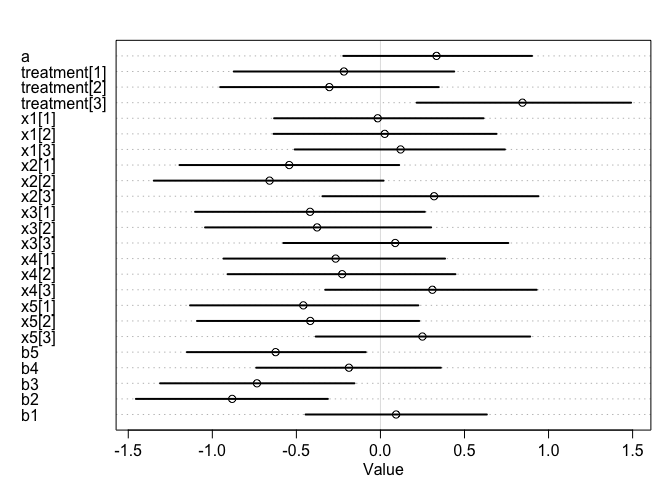 a
treatment[1]
treatment[2]
treatment[3]
x1[1]
x1[2]
x1[3]
x2[1]
x2[2]
x2[3]
x3[1]
x3[2]
x3[3]
x4[1]
x4[2]
x4[3]
x5[1]
x5[2]
x5[3]
b5
b4
b3
b2
b1
-1.5 -1.0 -0.5 0.0 0.5 1.0 1.5
Value